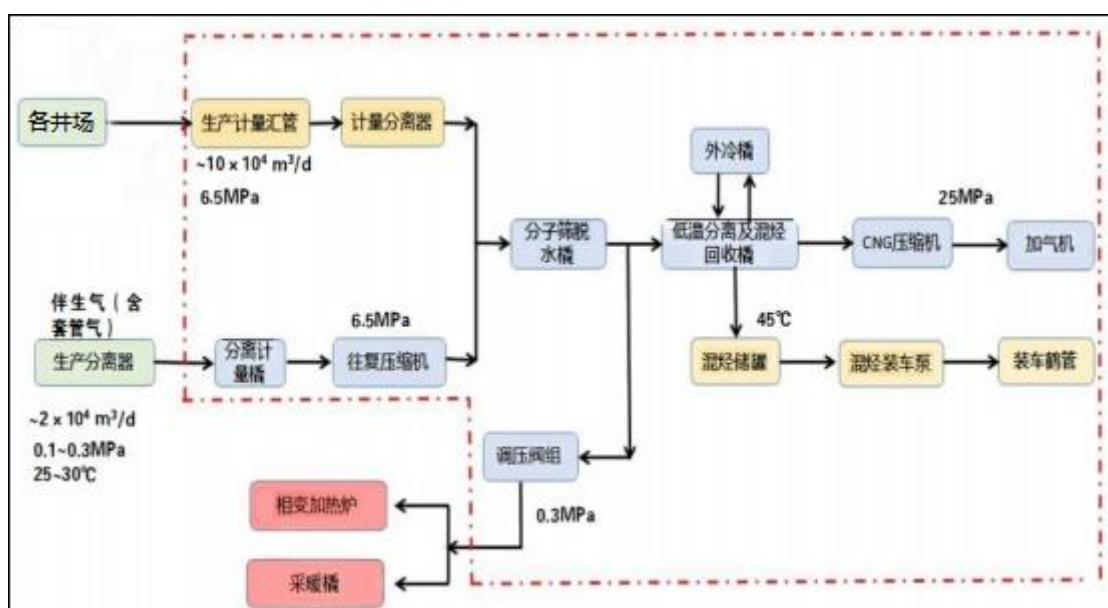 各井场
生产计量汇管
计量分离器
~10 x 10⁴ m³/d
6.5MPa
外冷橇
分子筛脱
水橇
低温分离及混烃
回收橇
CNG压缩机
25MPa
加气机
伴生气（含
套管气）
生产分离器
分离计
量橇
6.5MPa
往复压缩机
45℃
混烃储罐
混烃装车泵
装车鹤管
~2 x 10⁴ m³/d
0.1~0.3MPa
25~30℃
调压阀组
0.3MPa
相变加热炉
采暖橇